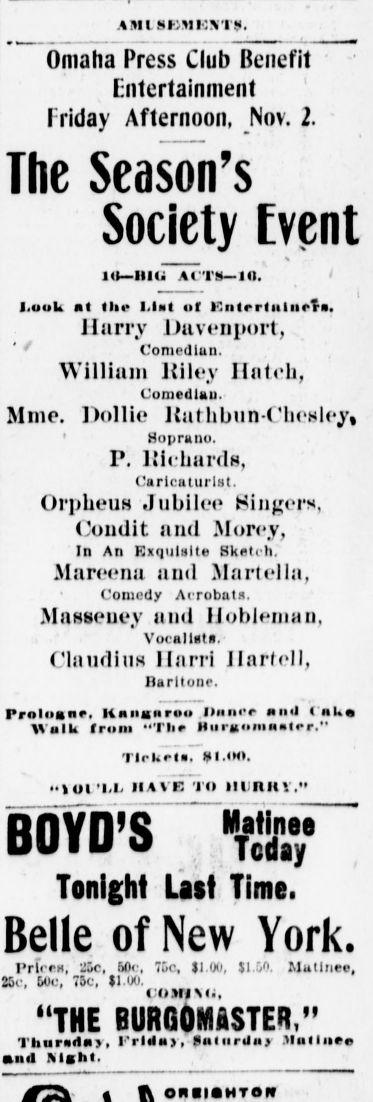 AMUSEMENTS.
Omaha Press Club Benefit
Entertainment
Friday Afternoon, Nov. 2.
The Season's
Society Event
16—BIG ACTS—16.
Look at the List of Entertainers.
Harry Davenport,
Comedian.
William Riley Hatch,
Comedian.
Mme. Dollie Rathbun-Chesley,
Soprano.
P. Richards,
Caricaturist.
Orpheus Jubilee Singers,
Condit and Morey,
In An Exquisite Sketch.
Mareena and Martella,
Comedy Acrobats.
Masseney and Hobleman,
Vocalists.
Claudius Harri Hartell,
Baritone.
Prologne, Kangaroo Dance and Cake
Walk from "The Burgomaster."
Tickets, $1.00.
"YOU'LL HAVE TO HURRY."
BOYD'S Matinee
Today
Tonight Last Time.
Belle of New York.
Prices, 25c, 50c, 75c, $1.00, $1.50. Matinee,
25c, 50c, 75c, $1.00.
COMING,
"THE BURGOMASTER,"
Thursday, Friday, Saturday Matinee
and Night.
CREIGHTON